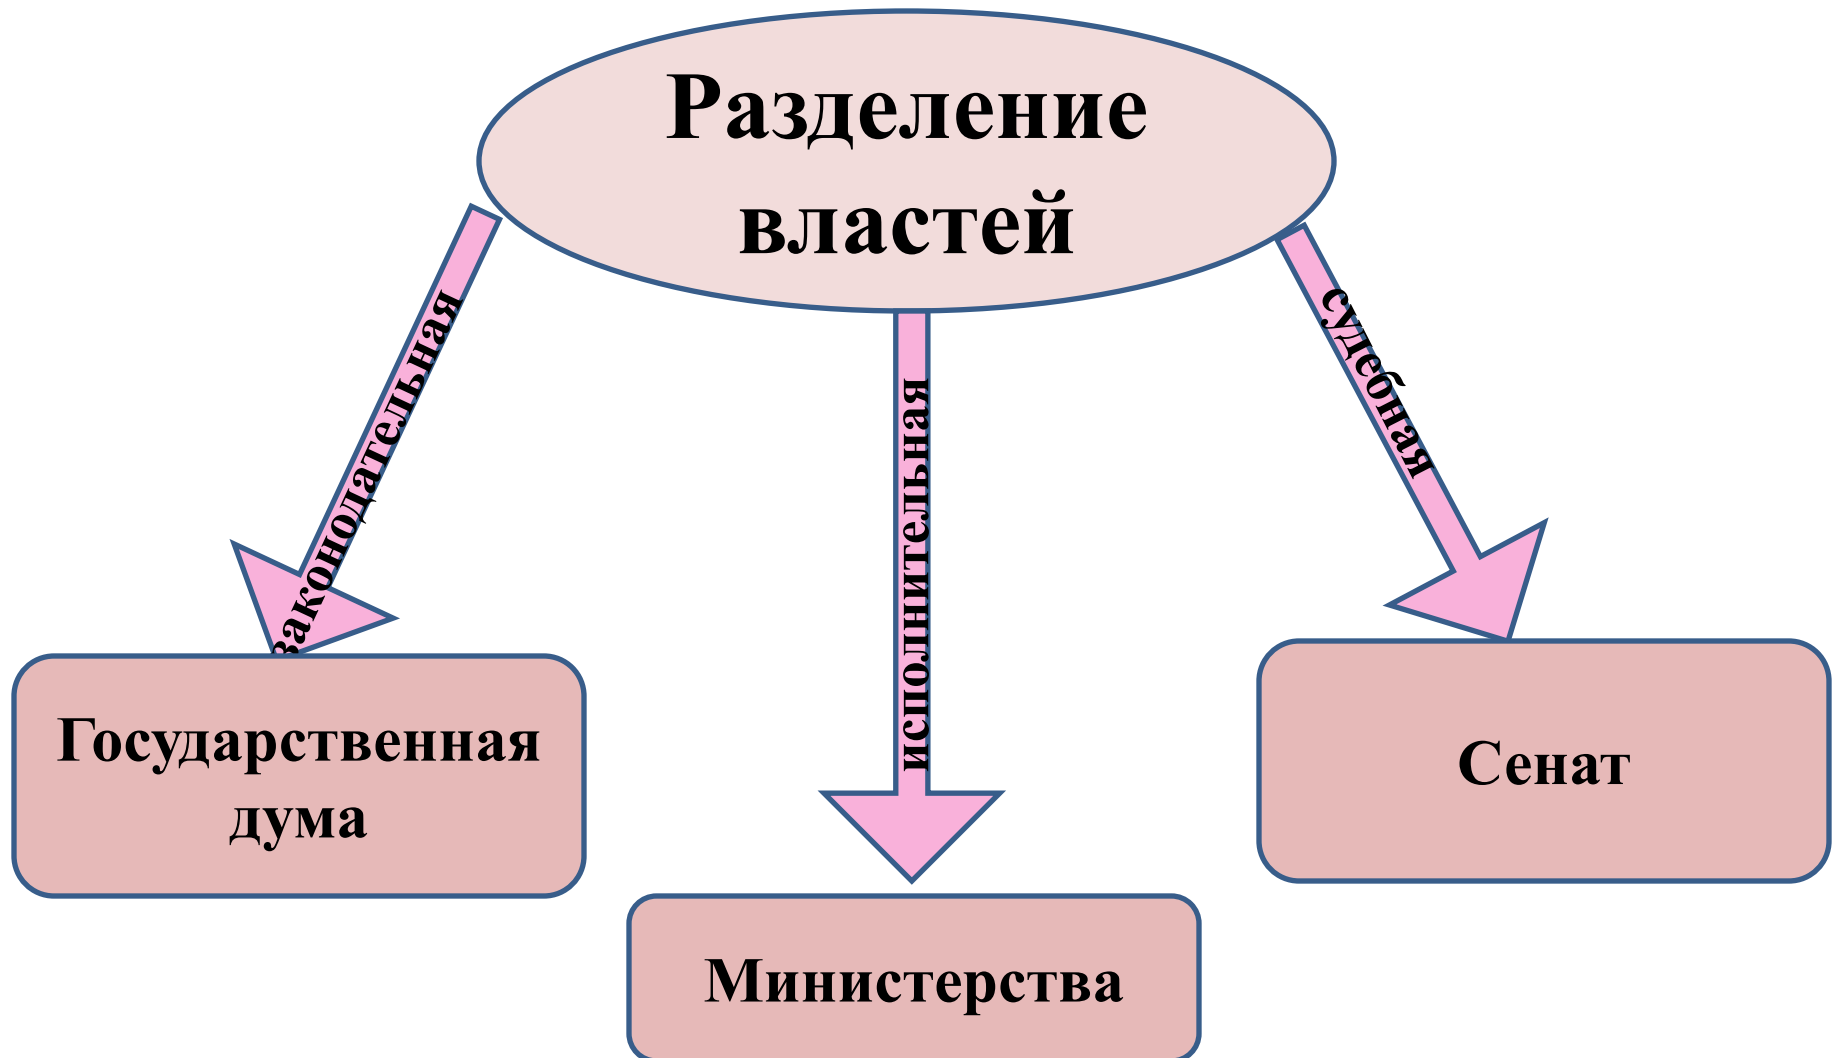 Разделение
властей
законодательная
исполнительная
судебная
Государственная
дума
Сенат
Министерства